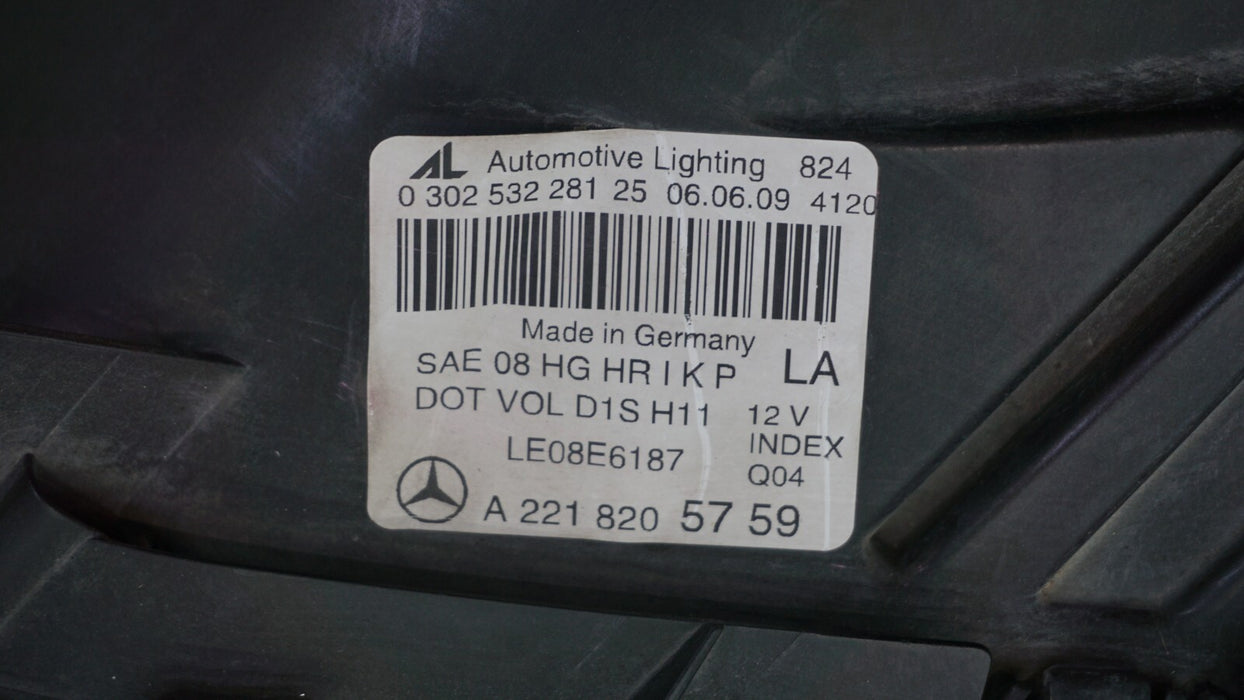 AL Automotive Lighting 824
0 302 532 281 25 06.06.09 4120
Made in Germany
SAE 08 HG HR I K P LA
DOT VOL D1S H11 12 V
LE08E6187 INDEX
Q04
A 221 820 57 59